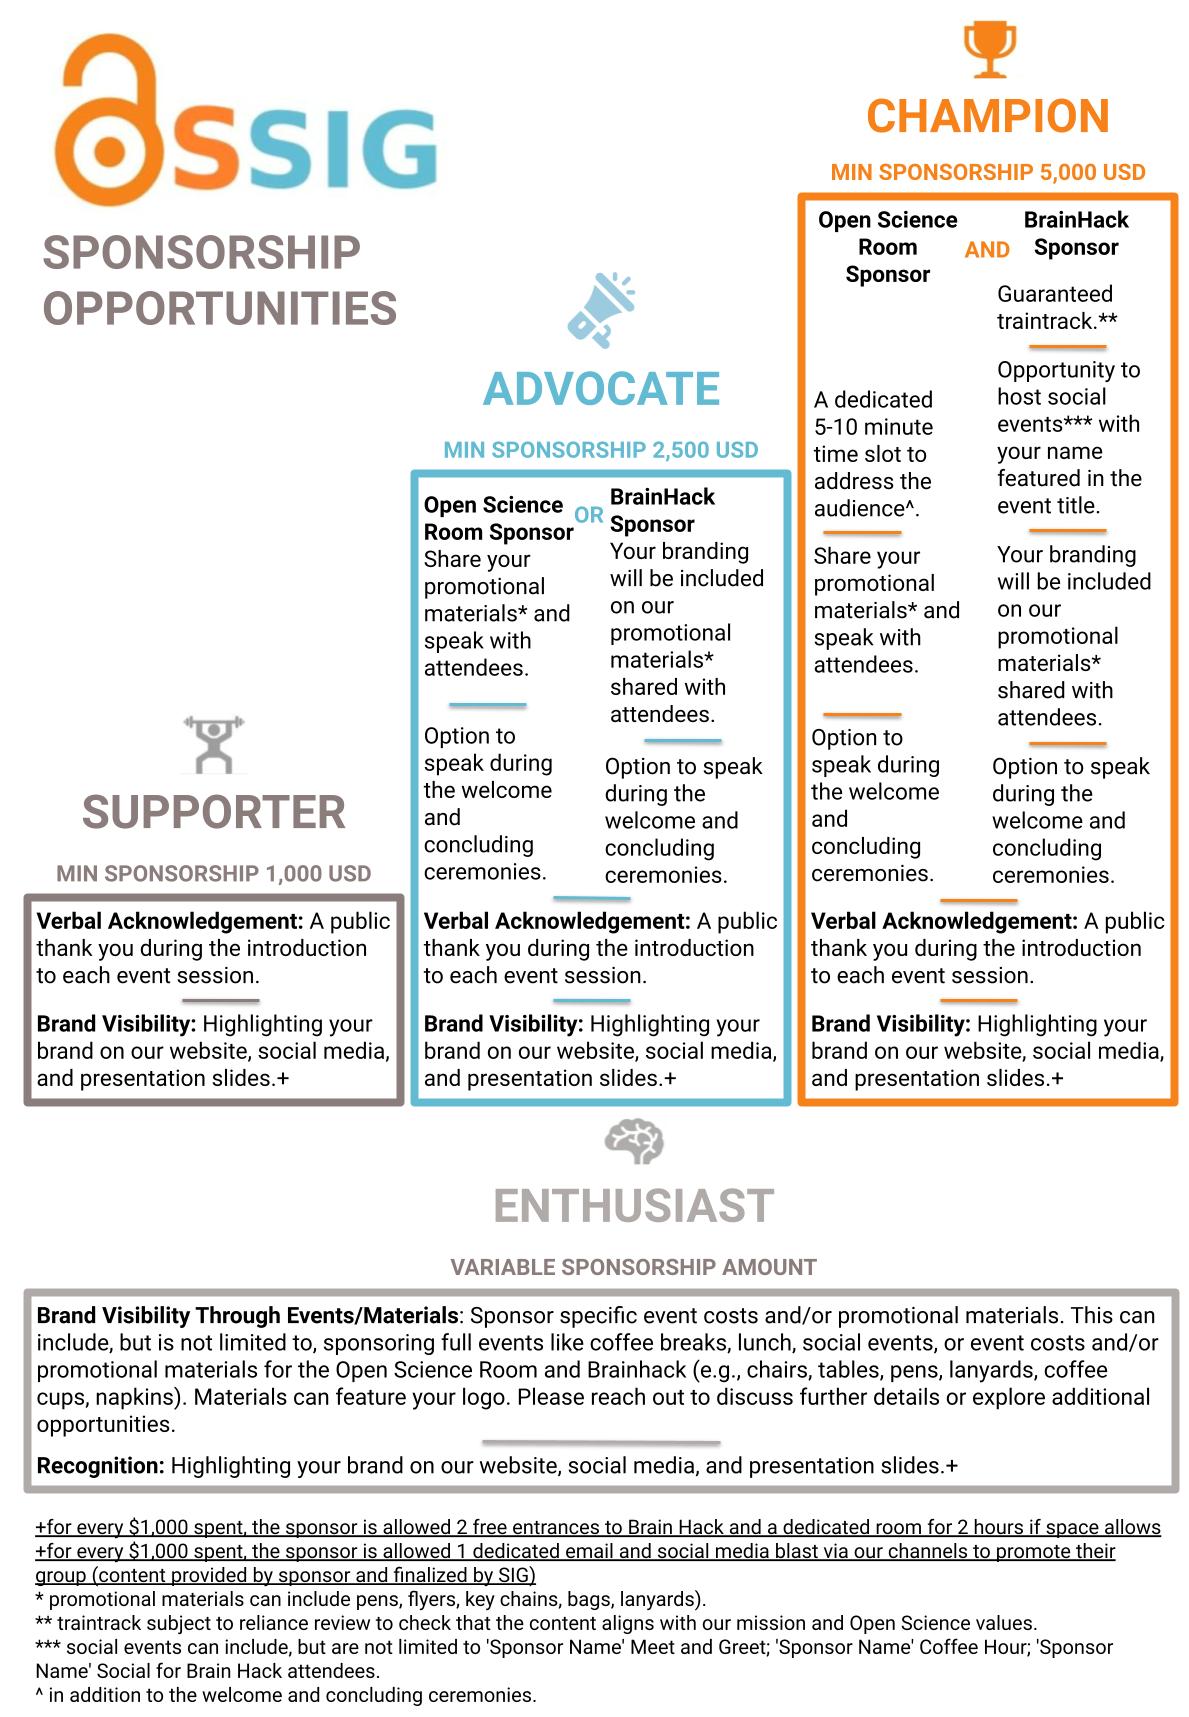 OSSIG
SPONSORSHIP
OPPORTUNITIES
CHAMPION
MIN SPONSORSHIP 5,000 USD
Open Science
Room
Sponsor
AND
BrainHack
Sponsor
A dedicated
5-10 minute
time slot to
address the
audience^.
Share your
promotional
materials* and
speak with
attendees.
Option to
speak during
the welcome
and
concluding
ceremonies.
Guaranteed
traintrack.**
Opportunity to
host social
events*** with
your name
featured in the
event title.
Your branding
will be included
on our
promotional
materials*
shared with
attendees.
Option to speak
during the
welcome and
concluding
ceremonies.
Verbal Acknowledgement: A public
thank you during the introduction
to each event session.
Brand Visibility: Highlighting your
brand on our website, social media,
and presentation slides.+
ADVOCATE
MIN SPONSORSHIP 2,500 USD
Open Science
Room Sponsor
Share your
promotional
materials* and
speak with
attendees.
Option to
speak during
the welcome
and
concluding
ceremonies.
OR
BrainHack
Sponsor
Your branding
will be included
on our
promotional
materials*
shared with
attendees.
Option to speak
during the
welcome and
concluding
ceremonies.
Verbal Acknowledgement: A public
thank you during the introduction
to each event session.
Brand Visibility: Highlighting your
brand on our website, social media,
and presentation slides.+
SUPPORTER
MIN SPONSORSHIP 1,000 USD
Verbal Acknowledgement: A public
thank you during the introduction
to each event session.
Brand Visibility: Highlighting your
brand on our website, social media,
and presentation slides.+
ENTHUSIAST
VARIABLE SPONSORSHIP AMOUNT
Brand Visibility Through Events/Materials: Sponsor specific event costs and/or promotional materials. This can
include, but is not limited to, sponsoring full events like coffee breaks, lunch, social events, or event costs and/or
promotional materials for the Open Science Room and Brainhack (e.g., chairs, tables, pens, lanyards, coffee
cups, napkins). Materials can feature your logo. Please reach out to discuss further details or explore additional
opportunities.
Recognition: Highlighting your brand on our website, social media, and presentation slides.+
+for every $1,000 spent, the sponsor is allowed 2 free entrances to Brain Hack and a dedicated room for 2 hours if space allows
+for every $1,000 spent, the sponsor is allowed 1 dedicated email and social media blast via our channels to promote their
group (content provided by sponsor and finalized by SIG)
* promotional materials can include pens, flyers, key chains, bags, lanyards).
** traintrack subject to reliance review to check that the content aligns with our mission and Open Science values.
*** social events can include, but are not limited to 'Sponsor Name' Meet and Greet; 'Sponsor Name' Coffee Hour; 'Sponsor
Name' Social for Brain Hack attendees.
^ in addition to the welcome and concluding ceremonies.